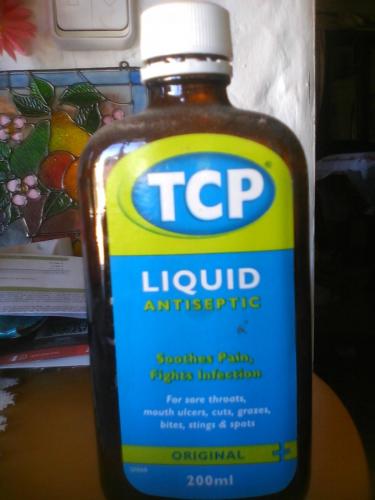 TCP®
LIQUID
ANTISEPTIC
Soothes Pain,
Fights Infection
For sore throats,
mouth ulcers, cuts, grazes,
bites, stings & spots
ORIGINAL
200ml